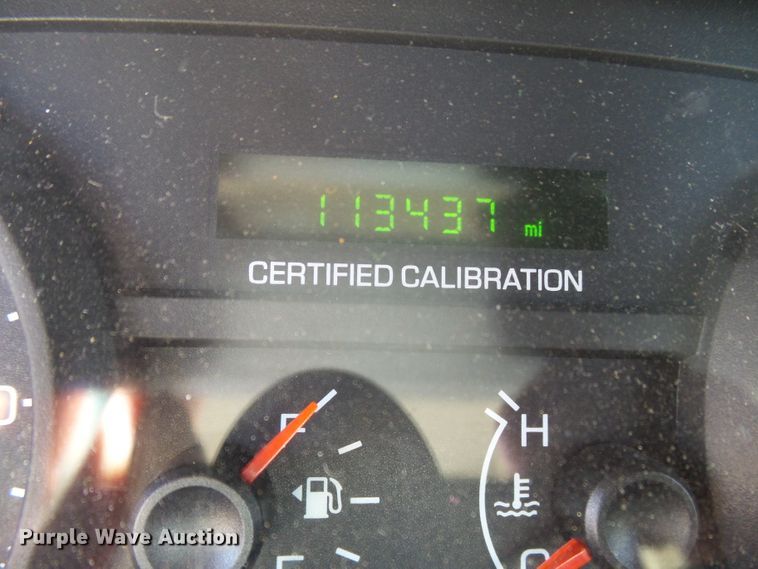 113437 mi
CERTIFIED CALIBRATION
F
H
Purple Wave Auction